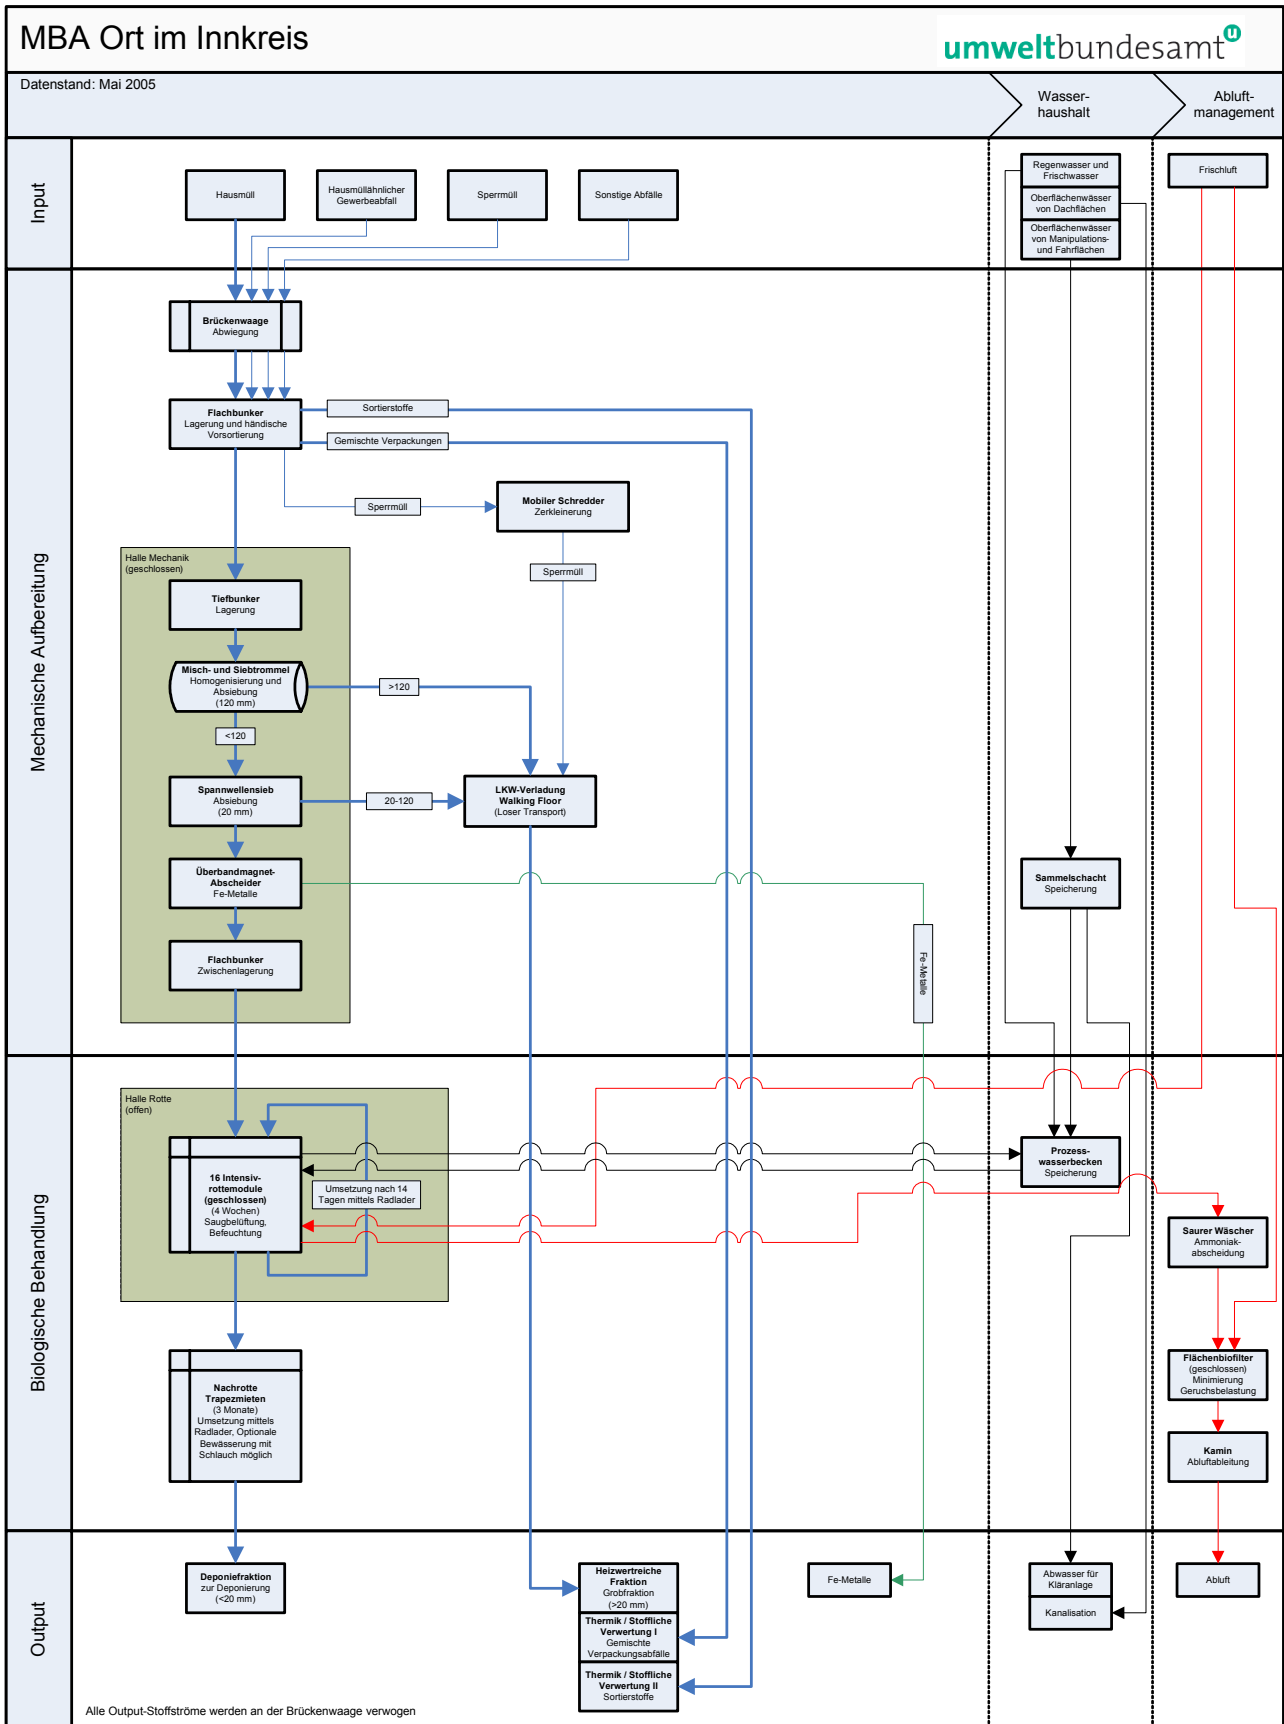 MBA Ort im Innkreis
umweltbundesamt
u
Datenstand: Mai 2005
Wasser-
haushalt
Abluft-
management
Input
Hausmüll
Hausmüllähnlicher
Gewerbeabfall
Sperrmüll
Sonstige Abfälle
Regenwasser und
Frischwasser
Oberflächenwässer
von Dachflächen
Oberflächenwässer
von Manipulations-
und Fahrflächen
Frischluft
Mechanische Aufbereitung
Brückenwaage
Abwiegung
Flachbunker
Lagerung und händische
Vorsortierung
Sortierstoffe
Gemischte Verpackungen
Sperrmüll
Mobiler Schredder
Zerkleinerung
Sperrmüll
Halle Mechanik
(geschlossen)
Tiefbunker
Lagerung
Misch- und Siebtrommel
Homogenisierung und
Absiebung
(120 mm)
>120
<120
Spannwellensieb
Absiebung
(20 mm)
20-120
LKW-Verladung
Walking Floor
(Loser Transport)
Überbandmagnet-
Abscheider
Fe-Metalle
Flachbunker
Zwischenlagerung
Fe-Metalle
Sammelschacht
Speicherung
Biologische Behandlung
Halle Rotte
(offen)
16 Intensiv-
rottemodule
(geschlossen)
(4 Wochen)
Saugbelüftung,
Befeuchtung
Umsetzung nach 14
Tagen mittels Radlader
Prozess-
wasserbecken
Speicherung
Saurer Wäscher
Ammoniak-
abscheidung
Nachrotte
Trapezmieten
(3 Monate)
Umsetzung mittels
Radlader, Optionale
Bewässerung mit
Schlauch möglich
Flächenbiofilter
(geschlossen)
Minimierung
Geruchsbelastung
Kamin
Abluftableitung
Output
Deponiefraktion
zur Deponierung
(<20 mm)
Heizwertreiche
Fraktion
Grobfraktion
(>20 mm)
Thermik / Stoffliche
Verwertung I
Gemischte
Verpackungsabfälle
Thermik / Stoffliche
Verwertung II
Sortierstoffe
Fe-Metalle
Abwasser für
Kläranlage
Kanalisation
Abluft
Alle Output-Stoffströme werden an der Brückenwaage verwogen